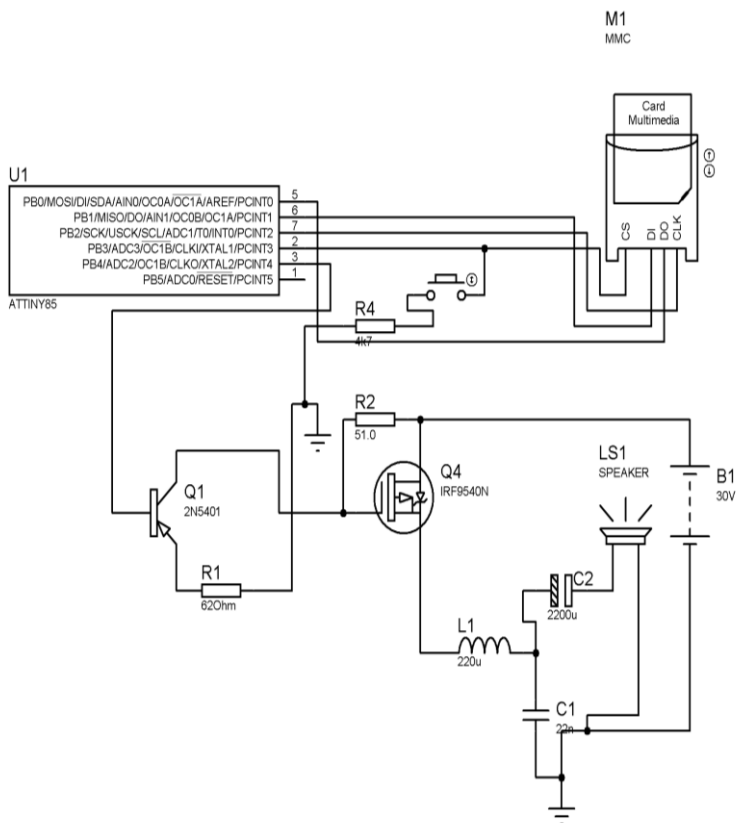 M1
MMC
Card
Multimedia
CS
DI
DO
CLK
U1
PB0/MOSI/DI/SDA/AIN0/OC0A/OC1A/AREF/PCINT0
5
PB1/MISO/DO/AIN1/OC0B/OC1A/PCINT1
6
PB2/SCK/USCK/SCL/ADC1/T0/INT0/PCINT2
7
PB3/ADC3/OC1B/CLKI/XTAL1/PCINT3
2
PB4/ADC2/OC1B/CLKO/XTAL2/PCINT4
3
PB5/ADC0/RESET/PCINT5
1
ATTINY85
R4
4k7
R2
51.0
Q4
IRF9540N
LS1
SPEAKER
B1
30V
Q1
2N5401
R1
62Ohm
C2
2200u
L1
220u
C1
22n